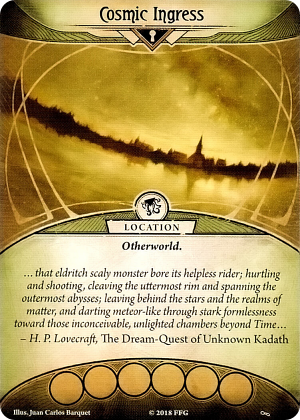 Cosmic Ingress
LOCATION
Otherworld.
… that eldritch scaly monster bore its helpless rider; hurtling
and shooting, cleaving the uttermost rim and spanning the
outermost abysses; leaving behind the stars and the realms of
matter, and darting meteor-like through stark formlessness
toward those inconceivable, unlighted chambers beyond Time…
– H. P. Lovecraft, The Dream-Quest of Unknown Kadath
Illus. Juan Carlos Barquet
© 2018 FFG